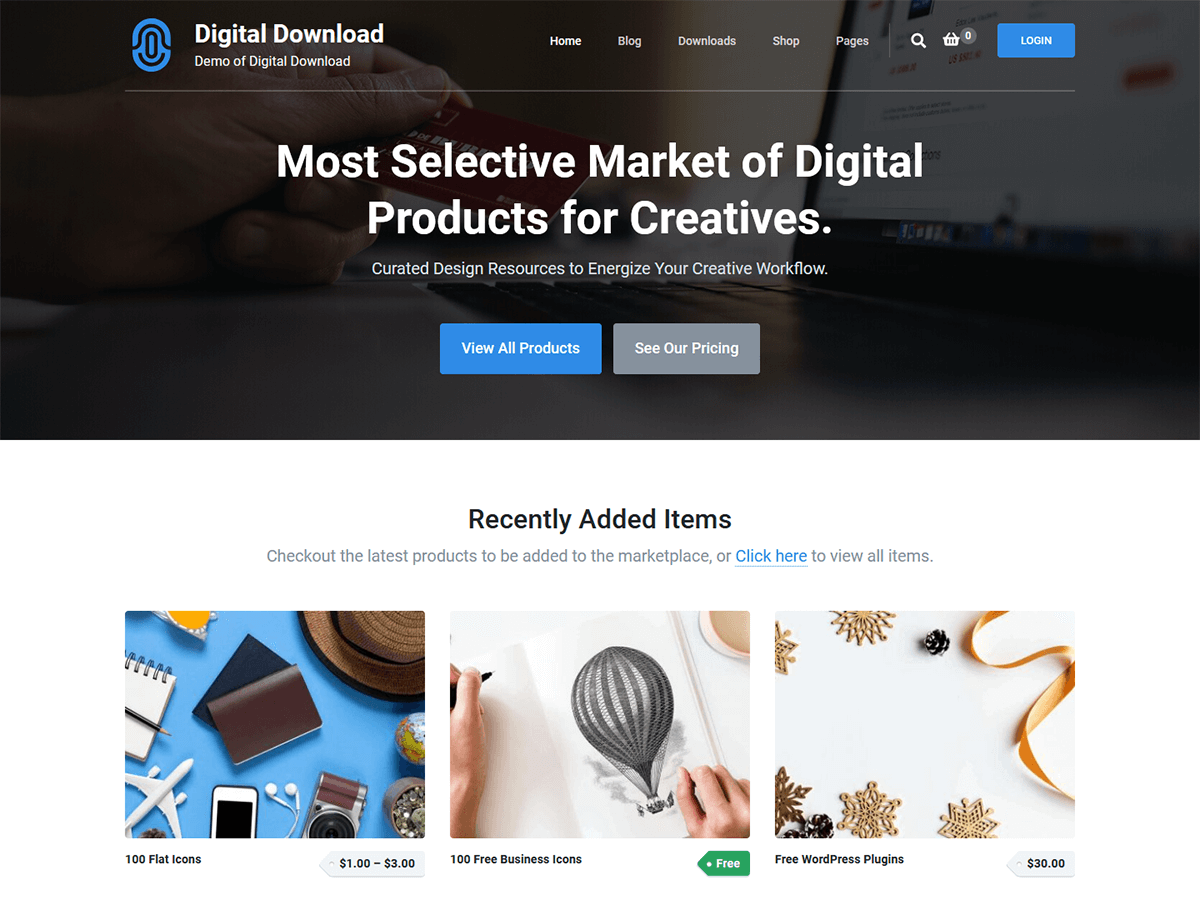 Digital Download
Demo of Digital Download
Home
Blog
Downloads
Shop
Pages
0
LOGIN
Most Selective Market of Digital
Products for Creatives.
Curated Design Resources to Energize Your Creative Workflow.
View All Products
See Our Pricing
Recently Added Items
Checkout the latest products to be added to the marketplace, or Click here to view all items.
100 Flat Icons
$1.00 – $3.00
100 Free Business Icons
Free
Free WordPress Plugins
$30.00